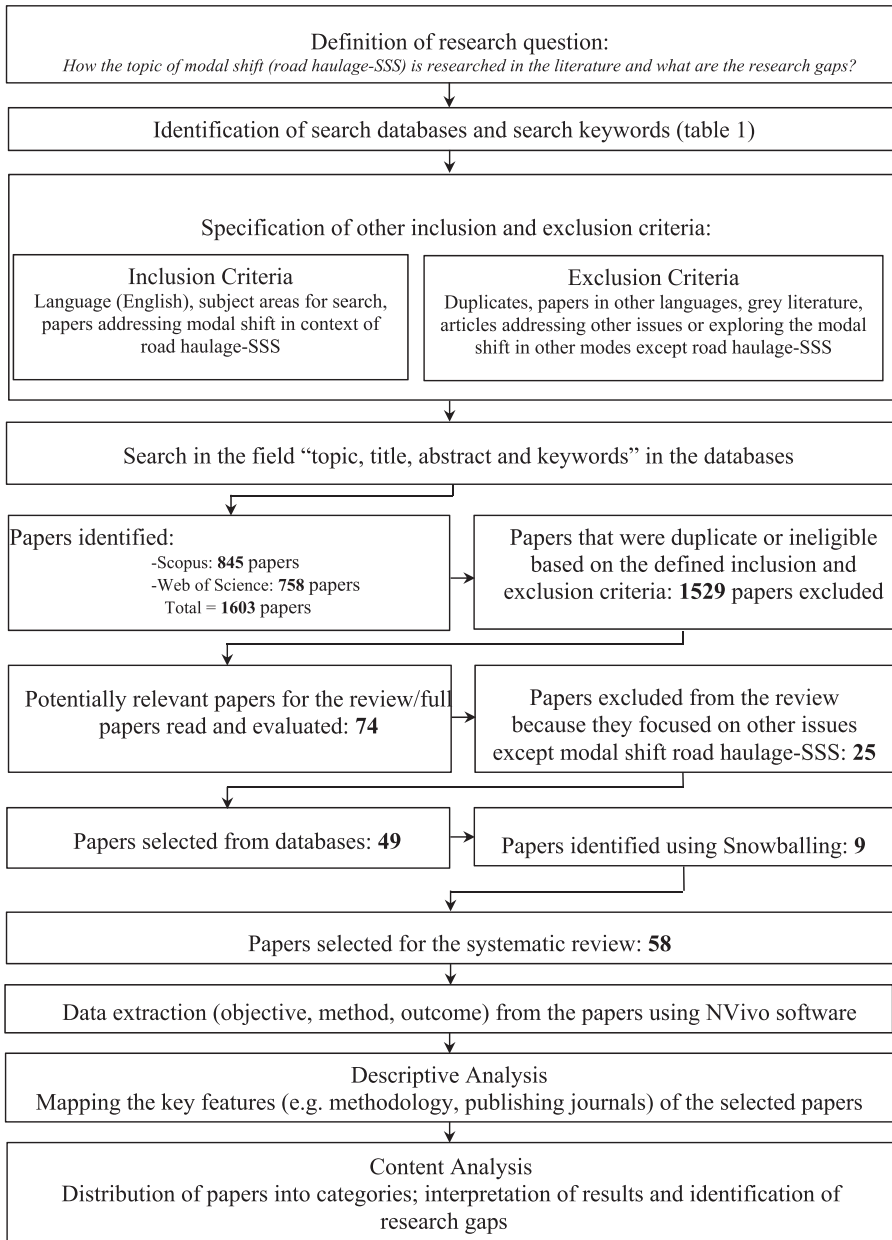 Definition of research question:
How the topic of modal shift (road haulage-SSS) is researched in the literature and what are the research gaps?
Identification of search databases and search keywords (table 1)
Specification of other inclusion and exclusion criteria:
Inclusion Criteria
Language (English), subject areas for search,
papers addressing modal shift in context of
road haulage-SSS
Exclusion Criteria
Duplicates, papers in other languages, grey literature,
articles addressing other issues or exploring the modal
shift in other modes except road haulage-SSS
Search in the field “topic, title, abstract and keywords” in the databases
Papers identified:
-Scopus: 845 papers
-Web of Science: 758 papers
Total = 1603 papers
Papers that were duplicate or ineligible
based on the defined inclusion and
exclusion criteria: 1529 papers excluded
Potentially relevant papers for the review/full
papers read and evaluated: 74
Papers excluded from the review
because they focused on other issues
except modal shift road haulage-SSS: 25
Papers selected from databases: 49
Papers identified using Snowballing: 9
Papers selected for the systematic review: 58
Data extraction (objective, method, outcome) from the papers using NVivo software
Descriptive Analysis
Mapping the key features (e.g. methodology, publishing journals) of the selected papers
Content Analysis
Distribution of papers into categories; interpretation of results and identification of
research gaps